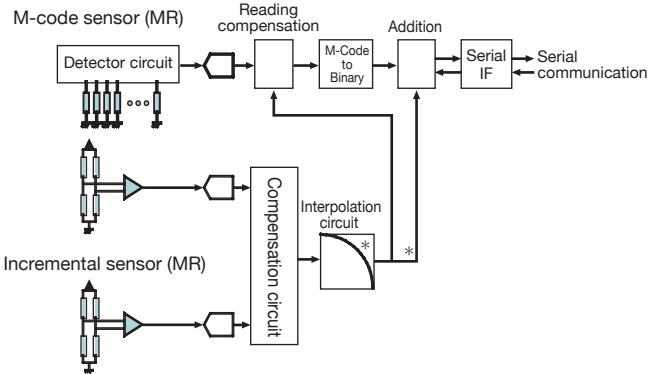 M-code sensor (MR)
Reading
compensation
Addition
Detector circuit
M-Code
to
Binary
Serial
IF
Serial
communication
Compensation circuit
Interpolation
circuit
*
*
Incremental sensor (MR)